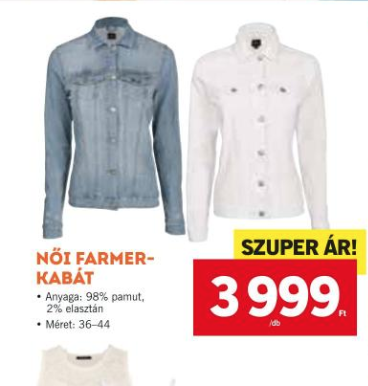 NŐI FARMER-
KABÁT
• Anyaga: 98% pamut,
2% elasztán
• Méret: 36–44
SZUPER ÁR!
3 999 Ft
/db